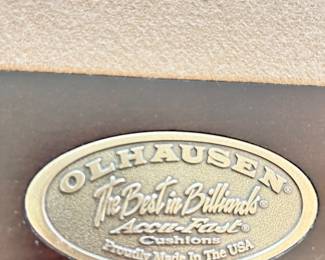 OLHAUSEN®
The Best in Billiards®
Accu-Fast®
Cushions
Proudly Made In The USA